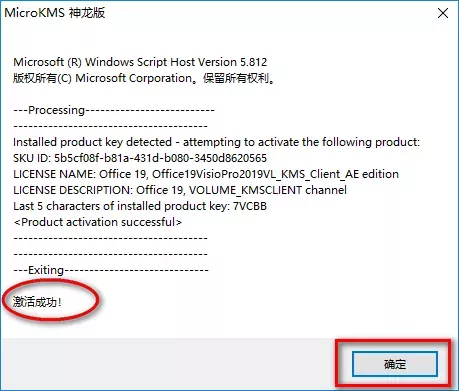 MicroKMS 神龙版
Microsoft (R) Windows Script Host Version 5.812
版权所有(C) Microsoft Corporation。保留所有权利。
---Processing--------------------------
---------------------------------------
Installed product key detected - attempting to activate the following product:
SKU ID: 5b5cf08f-b81a-431d-b080-3450d8620565
LICENSE NAME: Office 19, Office19VisioPro2019VL_KMS_Client_AE edition
LICENSE DESCRIPTION: Office 19, VOLUME_KMSCLIENT channel
Last 5 characters of installed product key: 7VCBB
<Product activation successful>
---------------------------------------
---------------------------------------
---Exiting-----------------------------
激活成功!
确定